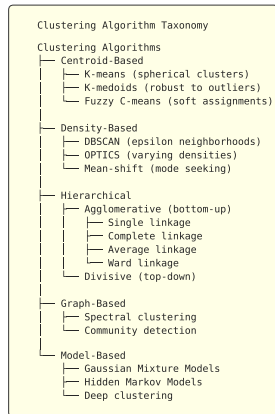 Clustering Algorithm Taxonomy
Clustering Algorithms
├── Centroid-Based
│   ├── K-means (spherical clusters)
│   ├── K-medoids (robust to outliers)
│   └── Fuzzy C-means (soft assignments)
│
├── Density-Based
│   ├── DBSCAN (epsilon neighborhoods)
│   ├── OPTICS (varying densities)
│   └── Mean-shift (mode seeking)
│
├── Hierarchical
│   ├── Agglomerative (bottom-up)
│   │   ├── Single linkage
│   │   ├── Complete linkage
│   │   ├── Average linkage
│   │   └── Ward linkage
│   └── Divisive (top-down)
│
├── Graph-Based
│   ├── Spectral clustering
│   └── Community detection
│
└── Model-Based
    ├── Gaussian Mixture Models
    ├── Hidden Markov Models
    └── Deep clustering